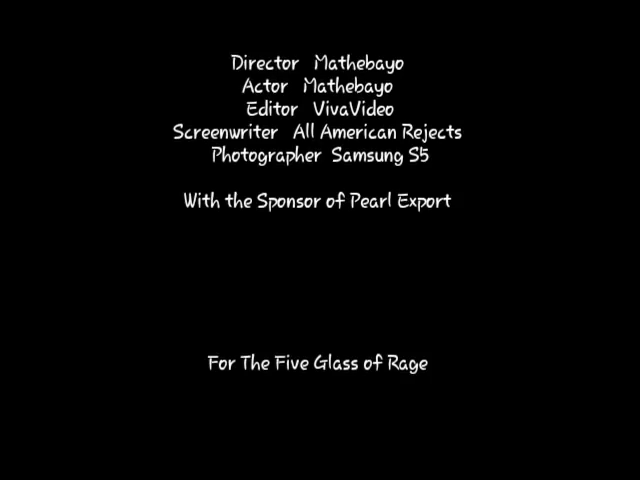 Director Mathebayo
Actor Mathebayo
Editor VivaVideo
Screenwriter All American Rejects
Photographer Samsung S5
With the Sponsor of Pearl Export
For The Five Glass of Rage